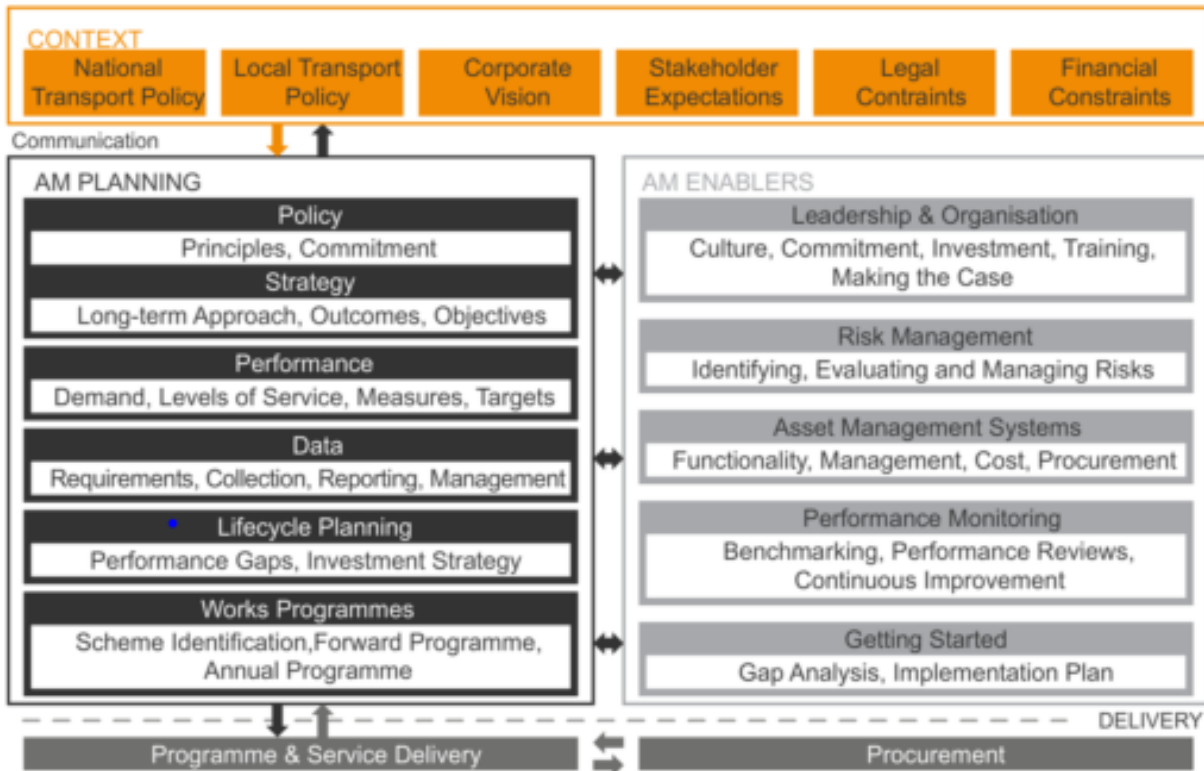 CONTEXT
National
Transport Policy
Local Transport
Policy
Corporate
Vision
Stakeholder
Expectations
Legal
Contraints
Financial
Constraints
Communication
AM PLANNING
Policy
Principles, Commitment
Strategy
Long-term Approach, Outcomes, Objectives
Performance
Demand, Levels of Service, Measures, Targets
Data
Requirements, Collection, Reporting, Management
Lifecycle Planning
Performance Gaps, Investment Strategy
Works Programmes
Scheme Identification,Forward Programme,
Annual Programme
AM ENABLERS
Leadership & Organisation
Culture, Commitment, Investment, Training,
Making the Case
Risk Management
Identifying, Evaluating and Managing Risks
Asset Management Systems
Functionality, Management, Cost, Procurement
Performance Monitoring
Benchmarking, Performance Reviews,
Continuous Improvement
Getting Started
Gap Analysis, Implementation Plan
DELIVERY
Programme & Service Delivery
Procurement